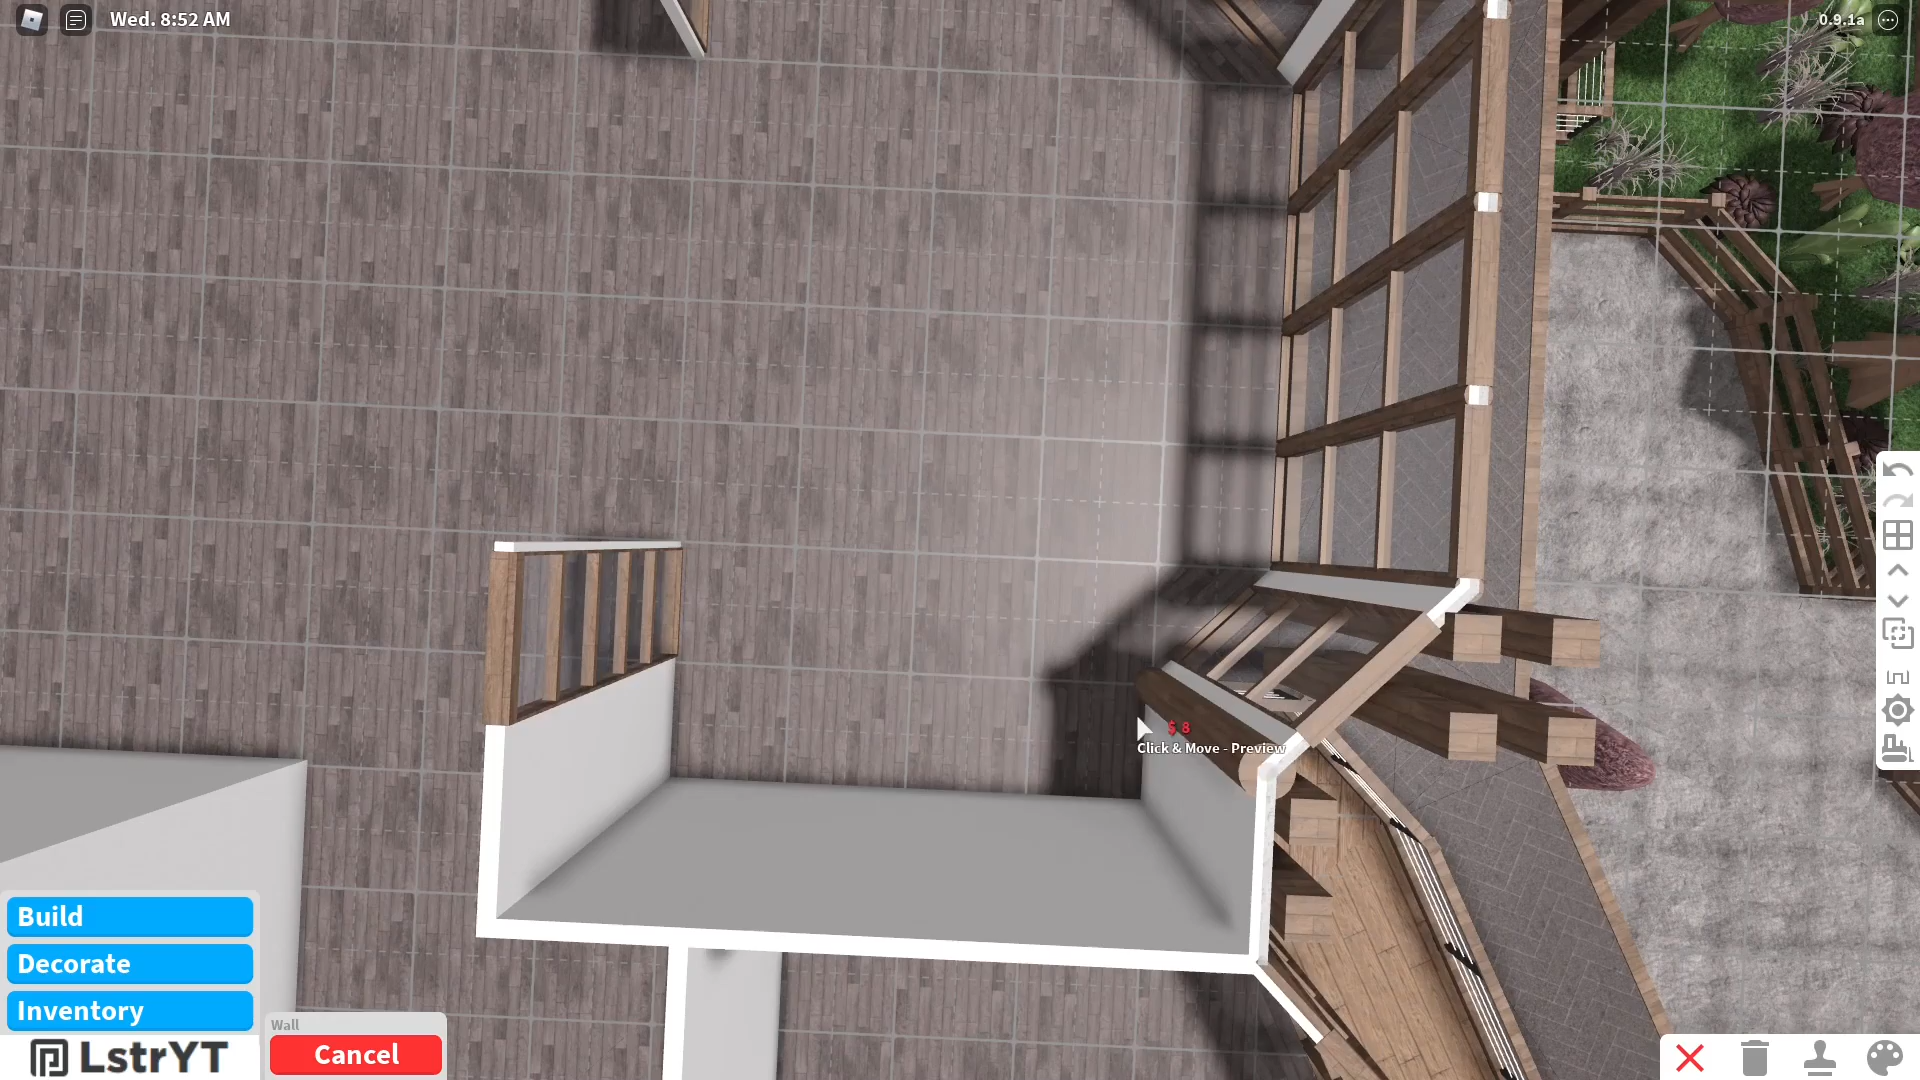 Wed. 8:52 AM
0.9.1a
$ 8
Click & Move - Preview
Build
Decorate
Inventory
Wall
Cancel
LstrYT